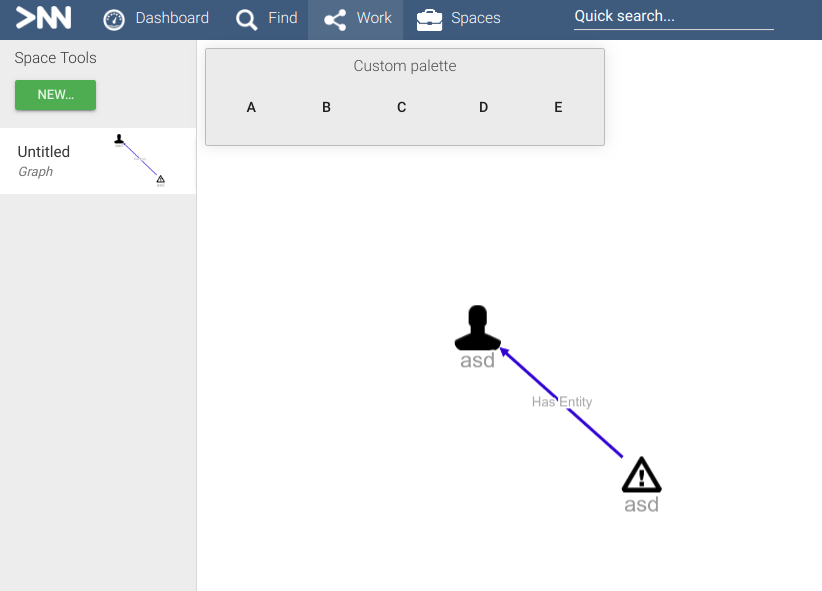 >NN Dashboard Find Work Spaces Quick search...
Space Tools
NEW...
Untitled
Graph
Custom palette
A B C D E
asd
Has Entity
asd